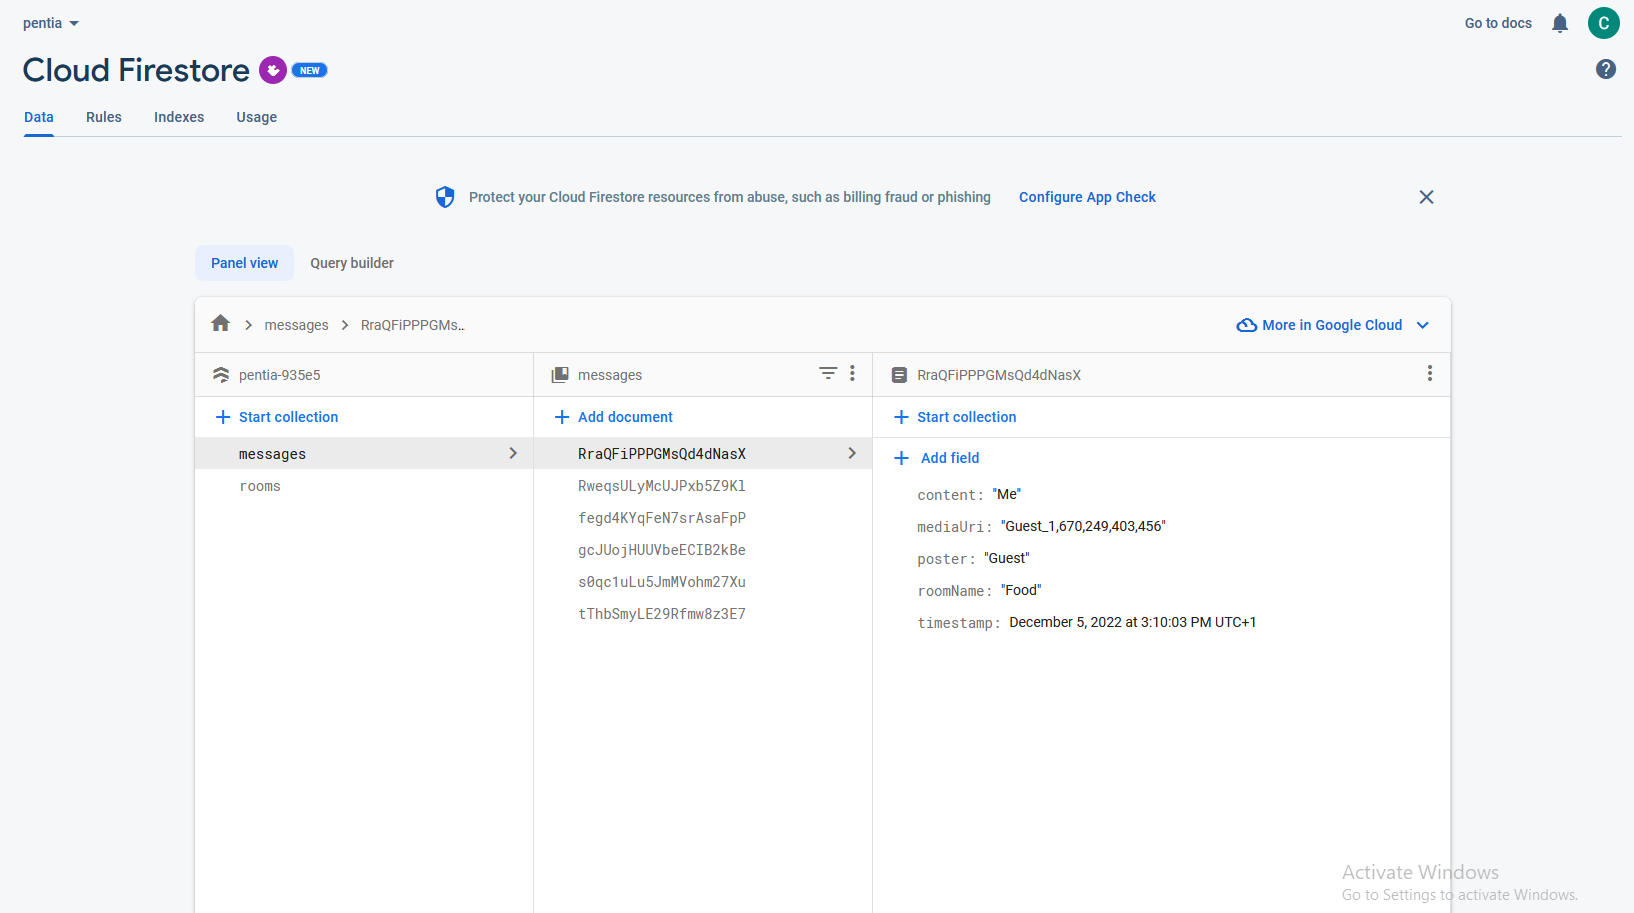 pentia
Go to docs
C
Cloud Firestore
NEW
?
Data Rules Indexes Usage
Protect your Cloud Firestore resources from abuse, such as billing fraud or phishing Configure App Check
Panel view Query builder
messages RraQFiPPPGMs...
More in Google Cloud
pentia-935e5
messages
RraQFiPPPGMsQd4dNasX
Start collection
Add document
Start collection
messages
RraQFiPPPGMsQd4dNasX
Add field
rooms
RweqsULyMcUJPxb5Z9Kl
fegd4KYqFeN7srAsaFpP
gcJUojHUUVbeECIB2kBe
s0qc1uLu5JmMVohm27Xu
tThbSmyLE29Rfmw8z3E7
content: "Me"
mediaUri: "Guest_1,670,249,403,456"
poster: "Guest"
roomName: "Food"
timestamp: December 5, 2022 at 3:10:03 PM UTC+1
Activate Windows
Go to Settings to activate Windows.